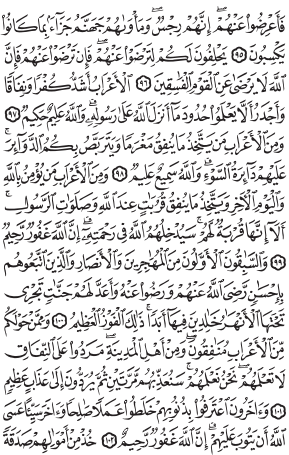 فَأَعْرِضُوا۟ عَنْهُمْ ۖ إِنَّهُمْ رِجْسٌ ۖ وَمَأْوَىٰهُمْ جَهَنَّمُ جَزَآءًۢ بِمَا كَانُوا۟
يَكْسِبُونَ ٩٥ يَحْلِفُونَ لَكُمْ لِتَرْضَوْا۟ عَنْهُمْ ۖ فَإِن تَرْضَوْا۟ عَنْهُمْ فَإِنَّ
ٱللَّهَ لَا يَرْضَىٰ عَنِ ٱلْقَوْمِ ٱلْفَٰسِقِينَ ٩٦ ٱلْأَعْرَابُ أَشَدُّ كُفْرًا وَنِفَاقًا
وَأَجْدَرُ أَلَّا يَعْلَمُوا۟ حُدُودَ مَآ أَنزَلَ ٱللَّهُ عَلَىٰ رَسُولِهِۦ ۗ وَٱللَّهُ عَلِيمٌ حَكِيمٌ ٩٧
وَمِنَ ٱلْأَعْرَابِ مَن يَتَّخِذُ مَا يُنفِقُ مَغْرَمًا وَيَتَرَبَّصُ بِكُمُ ٱلدَّوَآئِرَ ۚ
عَلَيْهِمْ دَآئِرَةُ ٱلسَّوْءِ ۗ وَٱللَّهُ سَمِيعٌ عَلِيمٌ ٩٨ وَمِنَ ٱلْأَعْرَابِ مَن يُؤْمِنُ بِٱللَّهِ
وَٱلْيَوْمِ ٱلْءَاخِرِ وَيَتَّخِذُ مَا يُنفِقُ قُرُبَٰتٍ عِندَ ٱللَّهِ وَصَلَوَٰتِ ٱلرَّسُولِ ۚ
أَلَآ إِنَّهَا قُرْبَةٌ لَّهُمْ ۚ سَيُدْخِلُهُمُ ٱللَّهُ فِى رَحْمَتِهِۦٓ ۗ إِنَّ ٱللَّهَ غَفُورٌ رَّحِيمٌ
٩٩ وَٱلسَّٰبِقُونَ ٱلْأَوَّلُونَ مِنَ ٱلْمُهَٰجِرِينَ وَٱلْأَنصَارِ وَٱلَّذِينَ ٱتَّبَعُوهُم
بِإِحْسَٰنٍ رَّضِىَ ٱللَّهُ عَنْهُمْ وَرَضُوا۟ عَنْهُ وَأَعَدَّ لَهُمْ جَنَّٰتٍ تَجْرِى
تَحْتَهَا ٱلْأَنْهَٰرُ خَٰلِدِينَ فِيهَآ أَبَدًا ۚ ذَٰلِكَ ٱلْفَوْزُ ٱلْعَظِيمُ ١٠٠ وَمِمَّنْ حَوْلَكُم
مِّنَ ٱلْأَعْرَابِ مُنَٰفِقُونَ ۖ وَمِنْ أَهْلِ ٱلْمَدِينَةِ ۖ مَرَدُوا۟ عَلَى ٱلنِّفَاقِ
لَا تَعْلَمُهُمْ ۖ نَحْنُ نَعْلَمُهُمْ ۚ سَنُعَذِّبُهُم مَّرَّتَيْنِ ثُمَّ يُرَدُّونَ إِلَىٰ عَذَابٍ عَظِيمٍ
١٠١ وَءَاخَرُونَ ٱعْتَرَفُوا۟ بِذُنُوبِهِمْ خَلَطُوا۟ عَمَلًا صَٰلِحًا وَءَاخَرَ سَيِّئًا عَسَى
ٱللَّهُ أَن يَتُوبَ عَلَيْهِمْ ۚ إِنَّ ٱللَّهَ غَفُورٌ رَّحِيمٌ ١٠٢ خُذْ مِنْ أَمْوَٰلِهِمْ صَدَقَةً